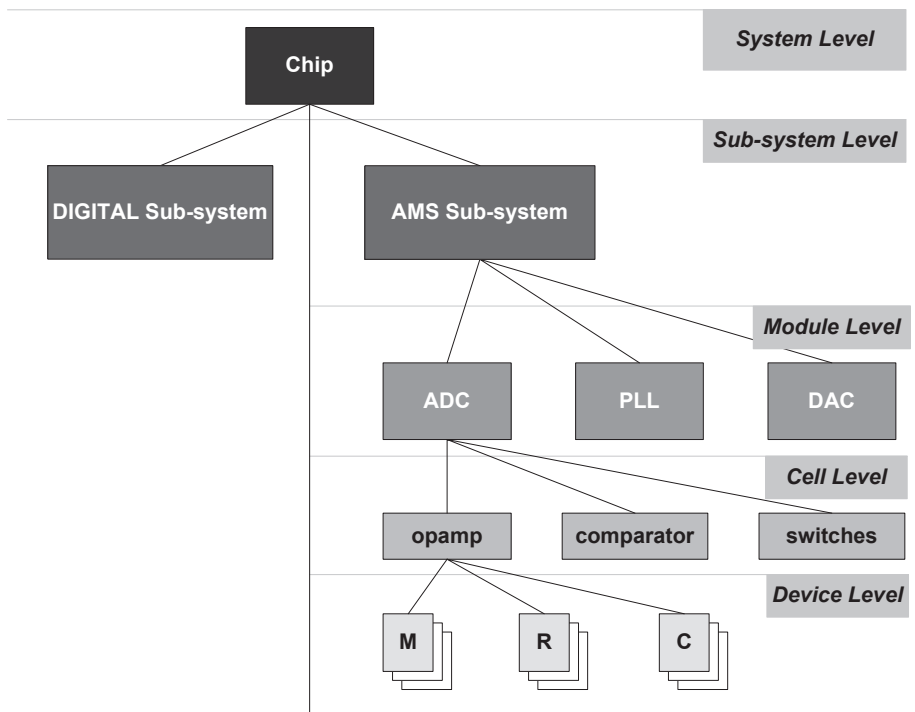 System Level
Chip
Sub-system Level
DIGITAL Sub-system
AMS Sub-system
Module Level
ADC
PLL
DAC
Cell Level
opamp
comparator
switches
Device Level
M
R
C